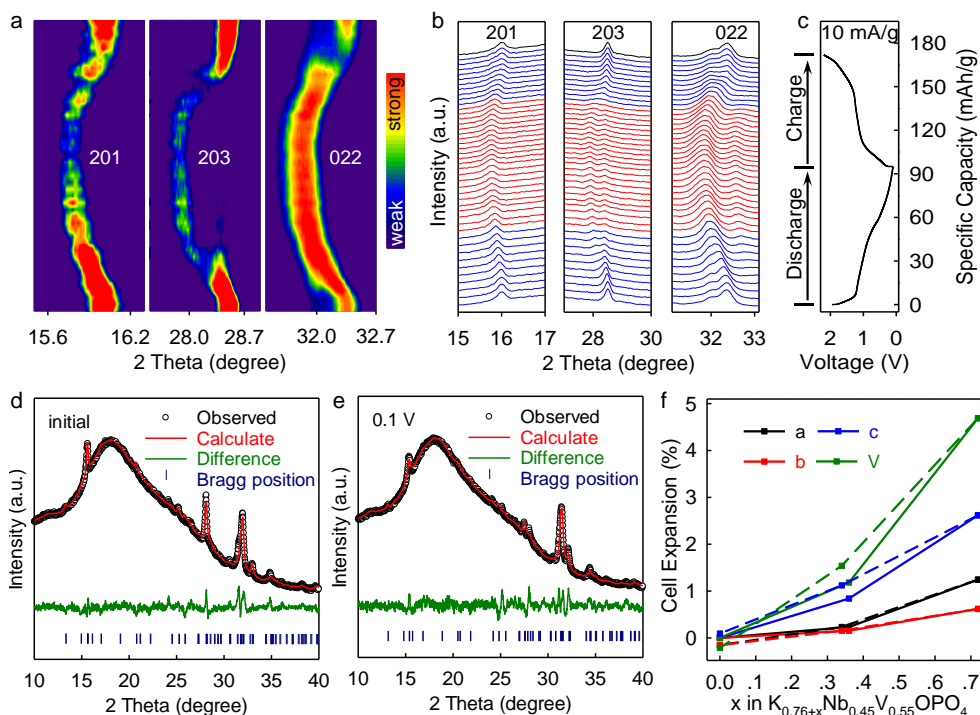 a
201
203
022
strong
weak
15.6 16.2 28.0 28.7 32.0 32.7
2 Theta (degree)
b
201
203
022
Intensity (a.u.)
15 16 17 28 30 32 33
2 Theta (degree)
c
10 mA/g
Charge
Discharge
180
150
120
90
60
30
0
Specific Capacity (mAh/g)
2 1 0
Voltage (V)
d
initial
Observed
Calculate
Difference
Bragg position
Intensity (a.u.)
10 15 20 25 30 35 40
2 Theta (degree)
e
0.1 V
Observed
Calculate
Difference
Bragg position
Intensity (a.u.)
10 15 20 25 30 35 40
2 Theta (degree)
f
a
c
b
V
6
5
4
3
2
1
0
Cell Expansion (%)
0.0 .1 .2 .3 .4 .5 .6 0.7
x in K0.76+xNb0.45V0.55OPO4